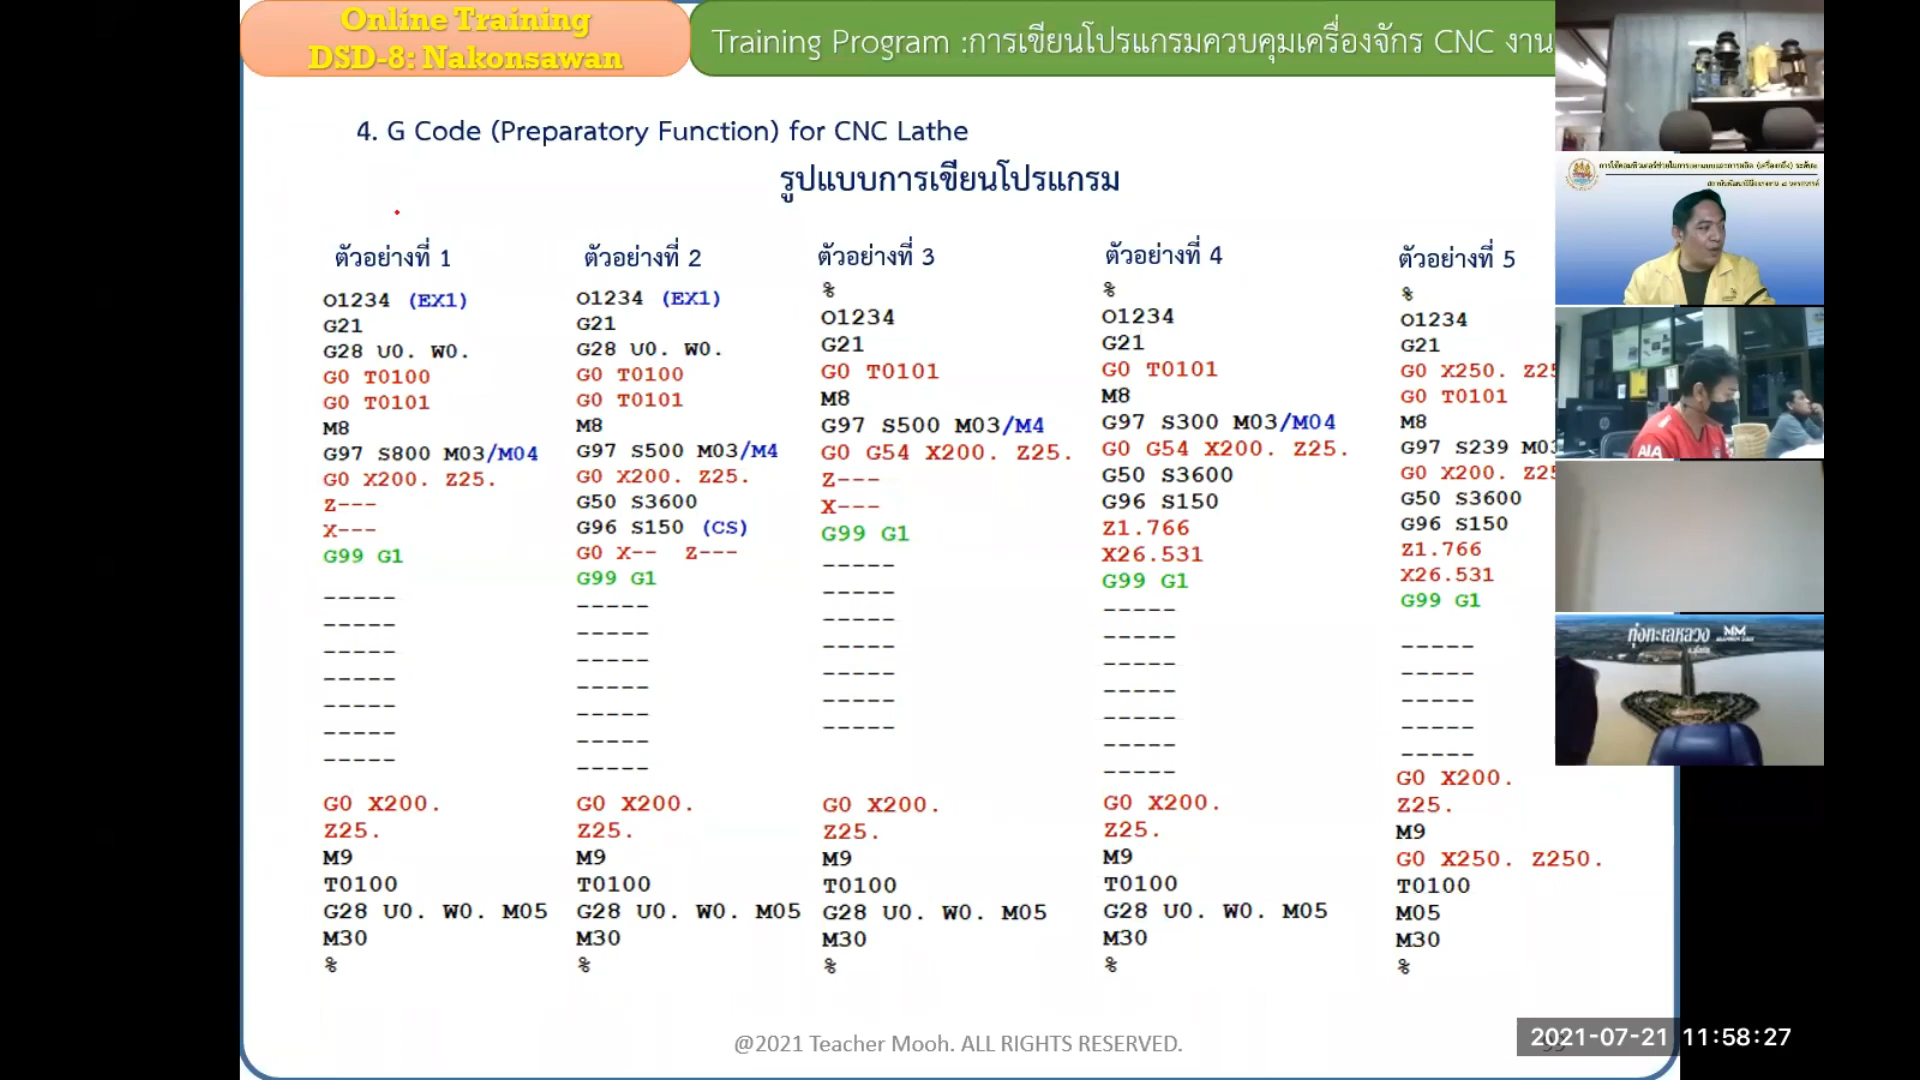 Online Training
DSD-8: Nakonsawan
Training Program :การเขียนโปรแกรมควบคุมเครื่องจักร CNC งาน
4. G Code (Preparatory Function) for CNC Lathe
รูปแบบการเขียนโปรแกรม
ตัวอย่างที่ 1
O1234 (EX1)
G21
G28 U0. W0.
G0 T0100
G0 T0101
M8
G97 S800 M03/M04
G0 X200. Z25.
Z---
X---
G99 G1
-----
-----
-----
-----
-----
-----
-----
G0 X200.
Z25.
M9
T0100
G28 U0. W0. M05
M30
%
ตัวอย่างที่ 2
O1234 (EX1)
G21
G28 U0. W0.
G0 T0100
G0 T0101
M8
G97 S500 M03/M4
G0 X200. Z25.
G50 S3600
G96 S150 (CS)
G0 X-- Z---
G99 G1
-----
-----
-----
-----
-----
-----
-----
G0 X200.
Z25.
M9
T0100
G28 U0. W0. M05
M30
%
ตัวอย่างที่ 3
%
O1234
G21
G0 T0101
M8
G97 S500 M03/M4
G0 G54 X200. Z25.
Z---
X---
G99 G1
-----
-----
-----
-----
-----
-----
-----
G0 X200.
Z25.
M9
T0100
G28 U0. W0. M05
M30
%
ตัวอย่างที่ 4
%
O1234
G21
G0 T0101
M8
G97 S300 M03/M04
G0 G54 X200. Z25.
G50 S3600
G96 S150
Z1.766
X26.531
G99 G1
-----
-----
-----
-----
-----
-----
-----
G0 X200.
Z25.
M9
T0100
G28 U0. W0. M05
M30
%
ตัวอย่างที่ 5
%
O1234
G21
G0 X250. Z25
G0 T0101
M8
G97 S239 M03
G0 X200. Z25
G50 S3600
G96 S150
Z1.766
X26.531
G99 G1
-----
-----
-----
-----
-----
G0 X200.
Z25.
M9
G0 X250. Z250.
T0100
M05
M30
%
@2021 Teacher Mooh. ALL RIGHTS RESERVED.
AIA
ทุ่งทะเลหลวง
2021-07-21 11:58:27